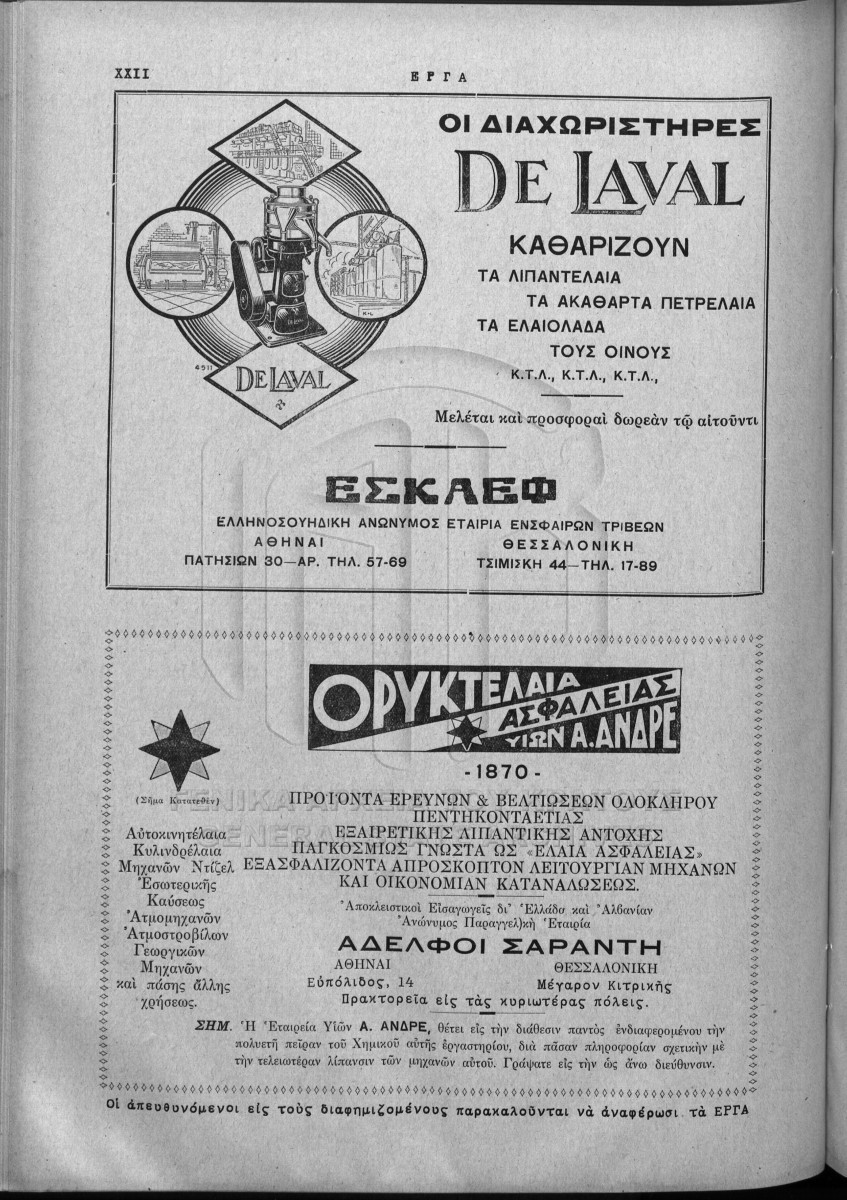 XXII
ΕΡΓΑ
ΟΙ ΔΙΑΧΩΡΙΣΤΗΡΕΣ
DE LAVAL
ΚΑΘΑΡΙΖΟΥΝ
ΤΑ ΛΙΠΑΝΤΕΛΑΙΑ
ΤΑ ΑΚΑΘΑΡΤΑ ΠΕΤΡΕΛΑΙΑ
ΤΑ ΕΛΑΙΟΛΑΔΑ
ΤΟΥΣ ΟΙΝΟΥΣ
Κ.Τ.Λ., Κ.Τ.Λ., Κ.Τ.Λ.,
4911
DE LAVAL
Μελέται καὶ προσφοραὶ δωρεὰν τῷ αἰτοῦντι
ΕΣΚΛΕΦ
ΕΛΛΗΝΟΣΟΥΗΔΙΚΗ ΑΝΩΝΥΜΟΣ ΕΤΑΙΡΙΑ ΕΝΣΦΑΙΡΩΝ ΤΡΙΒΕΩΝ
ΑΘΗΝΑΙ
ΠΑΤΗΣΙΩΝ 30—ΑΡ. ΤΗΛ. 57-69
ΘΕΣΣΑΛΟΝΙΚΗ
ΤΣΙΜΙΣΚΗ 44—ΤΗΛ. 17-89
ΟΡΥΚΤΕΛΑΙΑ
ΑΣΦΑΛΕΙΑΣ
ΥΙΩΝ Α. ΑΝΔΡΕ
-1870-
(Σῆμα Κατατεθὲν)
Αὐτοκινητέλαια
Κυλινδρέλαια
Μηχανῶν Ντίζελ
Ἐσωτερικῆς
Καύσεως
Ἀτμομηχανῶν
Ἀτμοστροβίλων
Γεωργικῶν
Μηχανῶν
καὶ πάσης ἄλλης
χρήσεως.
ΠΡΟΪΟΝΤΑ ΕΡΕΥΝΩΝ & ΒΕΛΤΙΩΣΕΩΝ ΟΛΟΚΛΗΡΟΥ
ΠΕΝΤΗΚΟΝΤΑΕΤΙΑΣ
ΕΞΑΙΡΕΤΙΚΗΣ ΛΙΠΑΝΤΙΚΗΣ ΑΝΤΟΧΗΣ
ΠΑΓΚΟΣΜΙΩΣ ΓΝΩΣΤΑ ΩΣ «ΕΛΑΙΑ ΑΣΦΑΛΕΙΑΣ»
ΕΞΑΣΦΑΛΙΖΟΝΤΑ ΑΠΡΟΣΚΟΠΤΟΝ ΛΕΙΤΟΥΡΓΙΑΝ ΜΗΧΑΝΩΝ
ΚΑΙ ΟΙΚΟΝΟΜΙΑΝ ΚΑΤΑΝΑΛΩΣΕΩΣ.
Ἀποκλειστικοὶ Εἰσαγωγεῖς δι' Ἑλλάδα καὶ Ἀλβανίαν
Ἀνώνυμος Παραγγελ)κὴ Ἑταιρία
ΑΔΕΛΦΟΙ ΣΑΡΑΝΤΗ
ΑΘΗΝΑΙ
Εὐπόλιδος, 14
ΘΕΣΣΑΛΟΝΙΚΗ
Μέγαρον Κιτρικῆς
Πρακτορεῖα εἰς τὰς κυριωτέρας πόλεις.
ΣΗΜ. Ἡ Ἑταιρεία Υἱῶν Α. ΑΝΔΡΕ, θέτει εἰς τὴν διάθεσιν παντὸς ἐνδιαφερομένου τὴν
πολυετῆ πεῖραν τοῦ Χημικοῦ αὐτῆς ἐργαστηρίου, διὰ πᾶσαν πληροφορίαν σχετικὴν μὲ
τὴν τελειωτέραν λίπανσιν τῶν μηχανῶν αὐτοῦ. Γράψατε εἰς τὴν ὡς ἄνω διεύθυνσιν.
Οἱ ἀπευθυνόμενοι εἰς τοὺς διαφημιζομένους παρακαλοῦνται νὰ ἀναφέρωσι τὰ ΕΡΓΑ